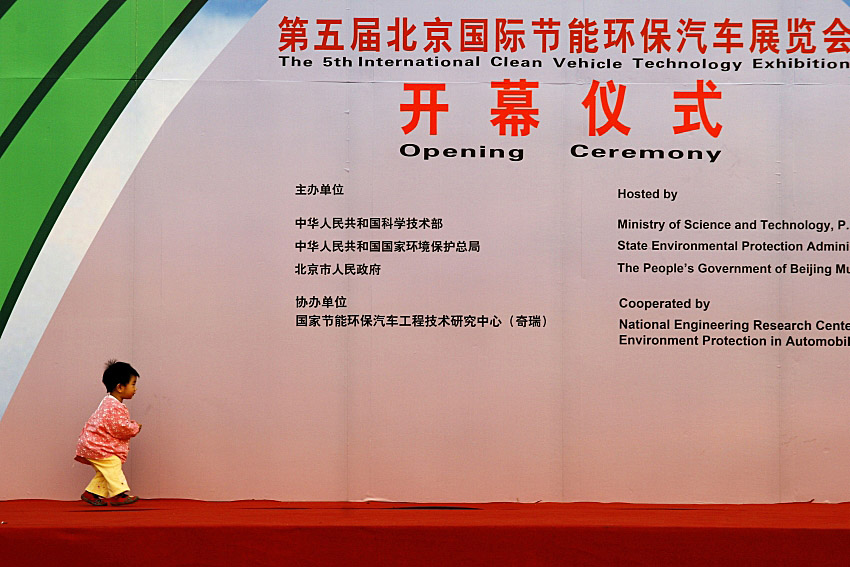 第五届北京国际节能环保汽车展览会
The 5th International Clean Vehicle Technology Exhibition
开幕仪式
Opening Ceremony
主办单位
中华人民共和国科学技术部
中华人民共和国国家环境保护总局
北京市人民政府
协办单位
国家节能环保汽车工程技术研究中心（奇瑞）
Hosted by
Ministry of Science and Technology, P.
State Environmental Protection Admini
The People's Government of Beijing Mu
Cooperated by
National Engineering Research Cente
Environment Protection in Automobil